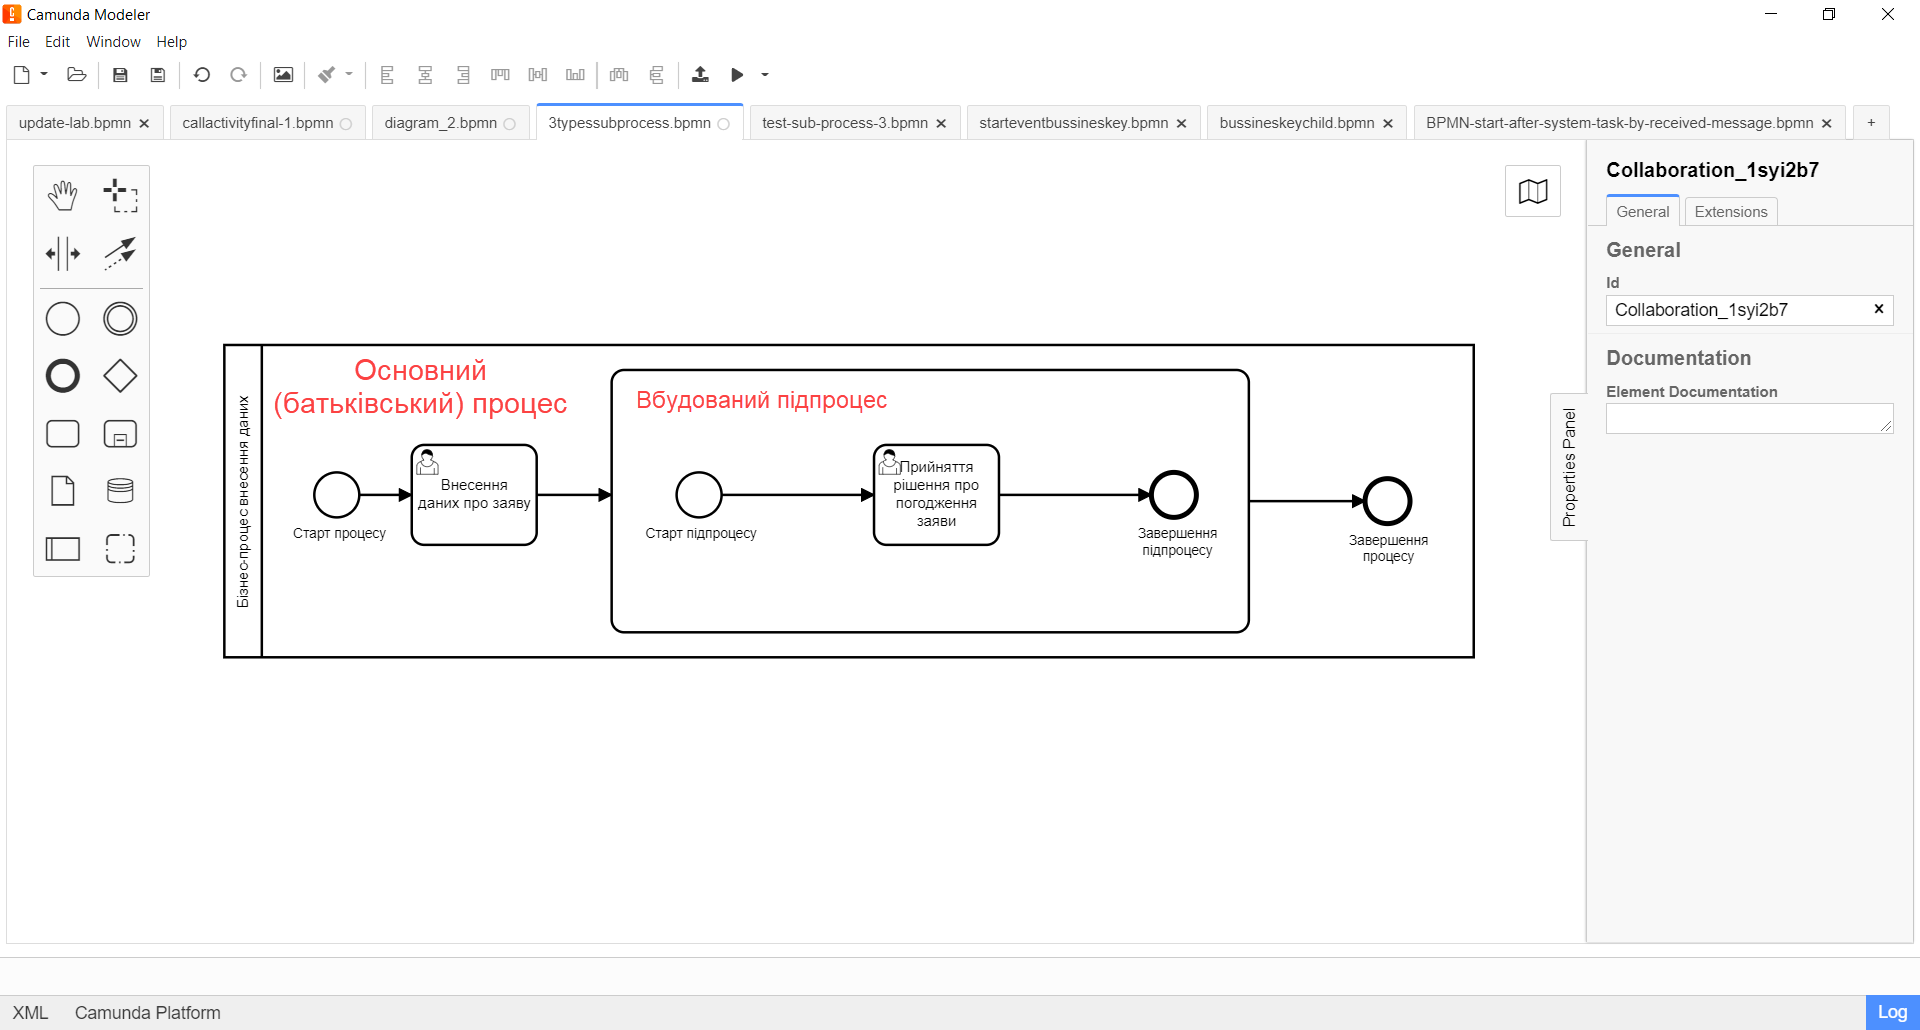 Camunda Modeler
File Edit Window Help
update-lab.bpmn callactivityfinal-1.bpmn diagram_2.bpmn 3typessubprocess.bpmn test-sub-process-3.bpmn starteventbussineskey.bpmn bussineskeychild.bpmn BPMN-start-after-system-task-by-received-message.bpmn +
Collaboration_1syi2b7
General Extensions
General
Id
Collaboration_1syi2b7
Documentation
Element Documentation
Properties Panel
Бізнес-процес внесення даних
Основний
(батьківський) процес
Вбудований підпроцес
Старт процесу
Внесення
даних про заяву
Старт підпроцесу
Прийняття
рішення про
погодження
заяви
Завершення
підпроцесу
Завершення
процесу
XML Camunda Platform Log